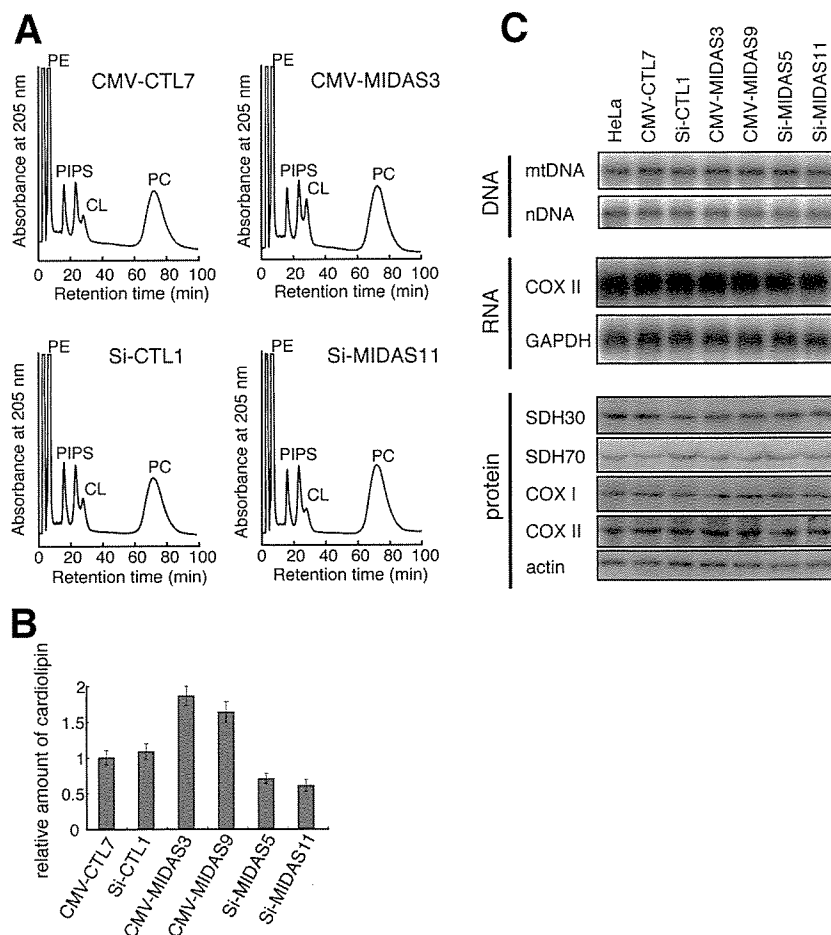 A
CMV-CTL7
PE
PIPS
CL
PC
Absorbance at 205 nm
0 20 40 60 80 100
Retention time (min)
CMV-MIDAS3
PE
PIPS
CL
PC
Absorbance at 205 nm
0 20 40 60 80 100
Retention time (min)
Si-CTL1
PE
PIPS
CL
PC
Absorbance at 205 nm
0 20 40 60 80 100
Retention time (min)
Si-MIDAS11
PE
PIPS
CL
PC
Absorbance at 205 nm
0 20 40 60 80 100
Retention time (min)
B
relative amount of cardiolipin
2
1.5
1
0.5
0
CMV-CTL7
Si-CTL1
CMV-MIDAS3
CMV-MIDAS9
Si-MIDAS5
Si-MIDAS11
C
HeLa
CMV-CTL7
Si-CTL1
CMV-MIDAS3
CMV-MIDAS9
Si-MIDAS5
Si-MIDAS11
DNA
mtDNA
nDNA
RNA
COX II
GAPDH
protein
SDH30
SDH70
COX I
COX II
actin